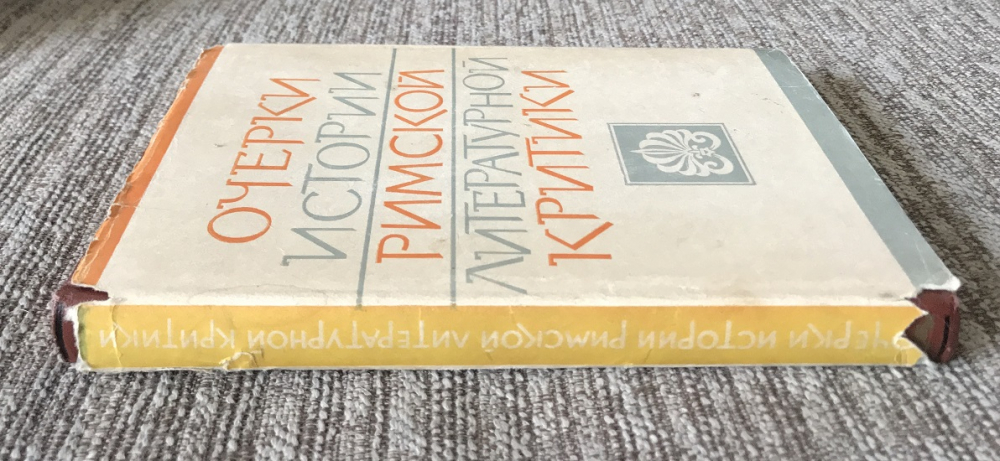 ОЧЕРКИ
ИСТОРИИ
РИМСКОЙ
ЛИТЕРАТУРНОЙ
КРИТИКИ
ОЧЕРКИ ИСТОРИИ РИМСКОЙ ЛИТЕРАТУРНОЙ КРИТИКИ